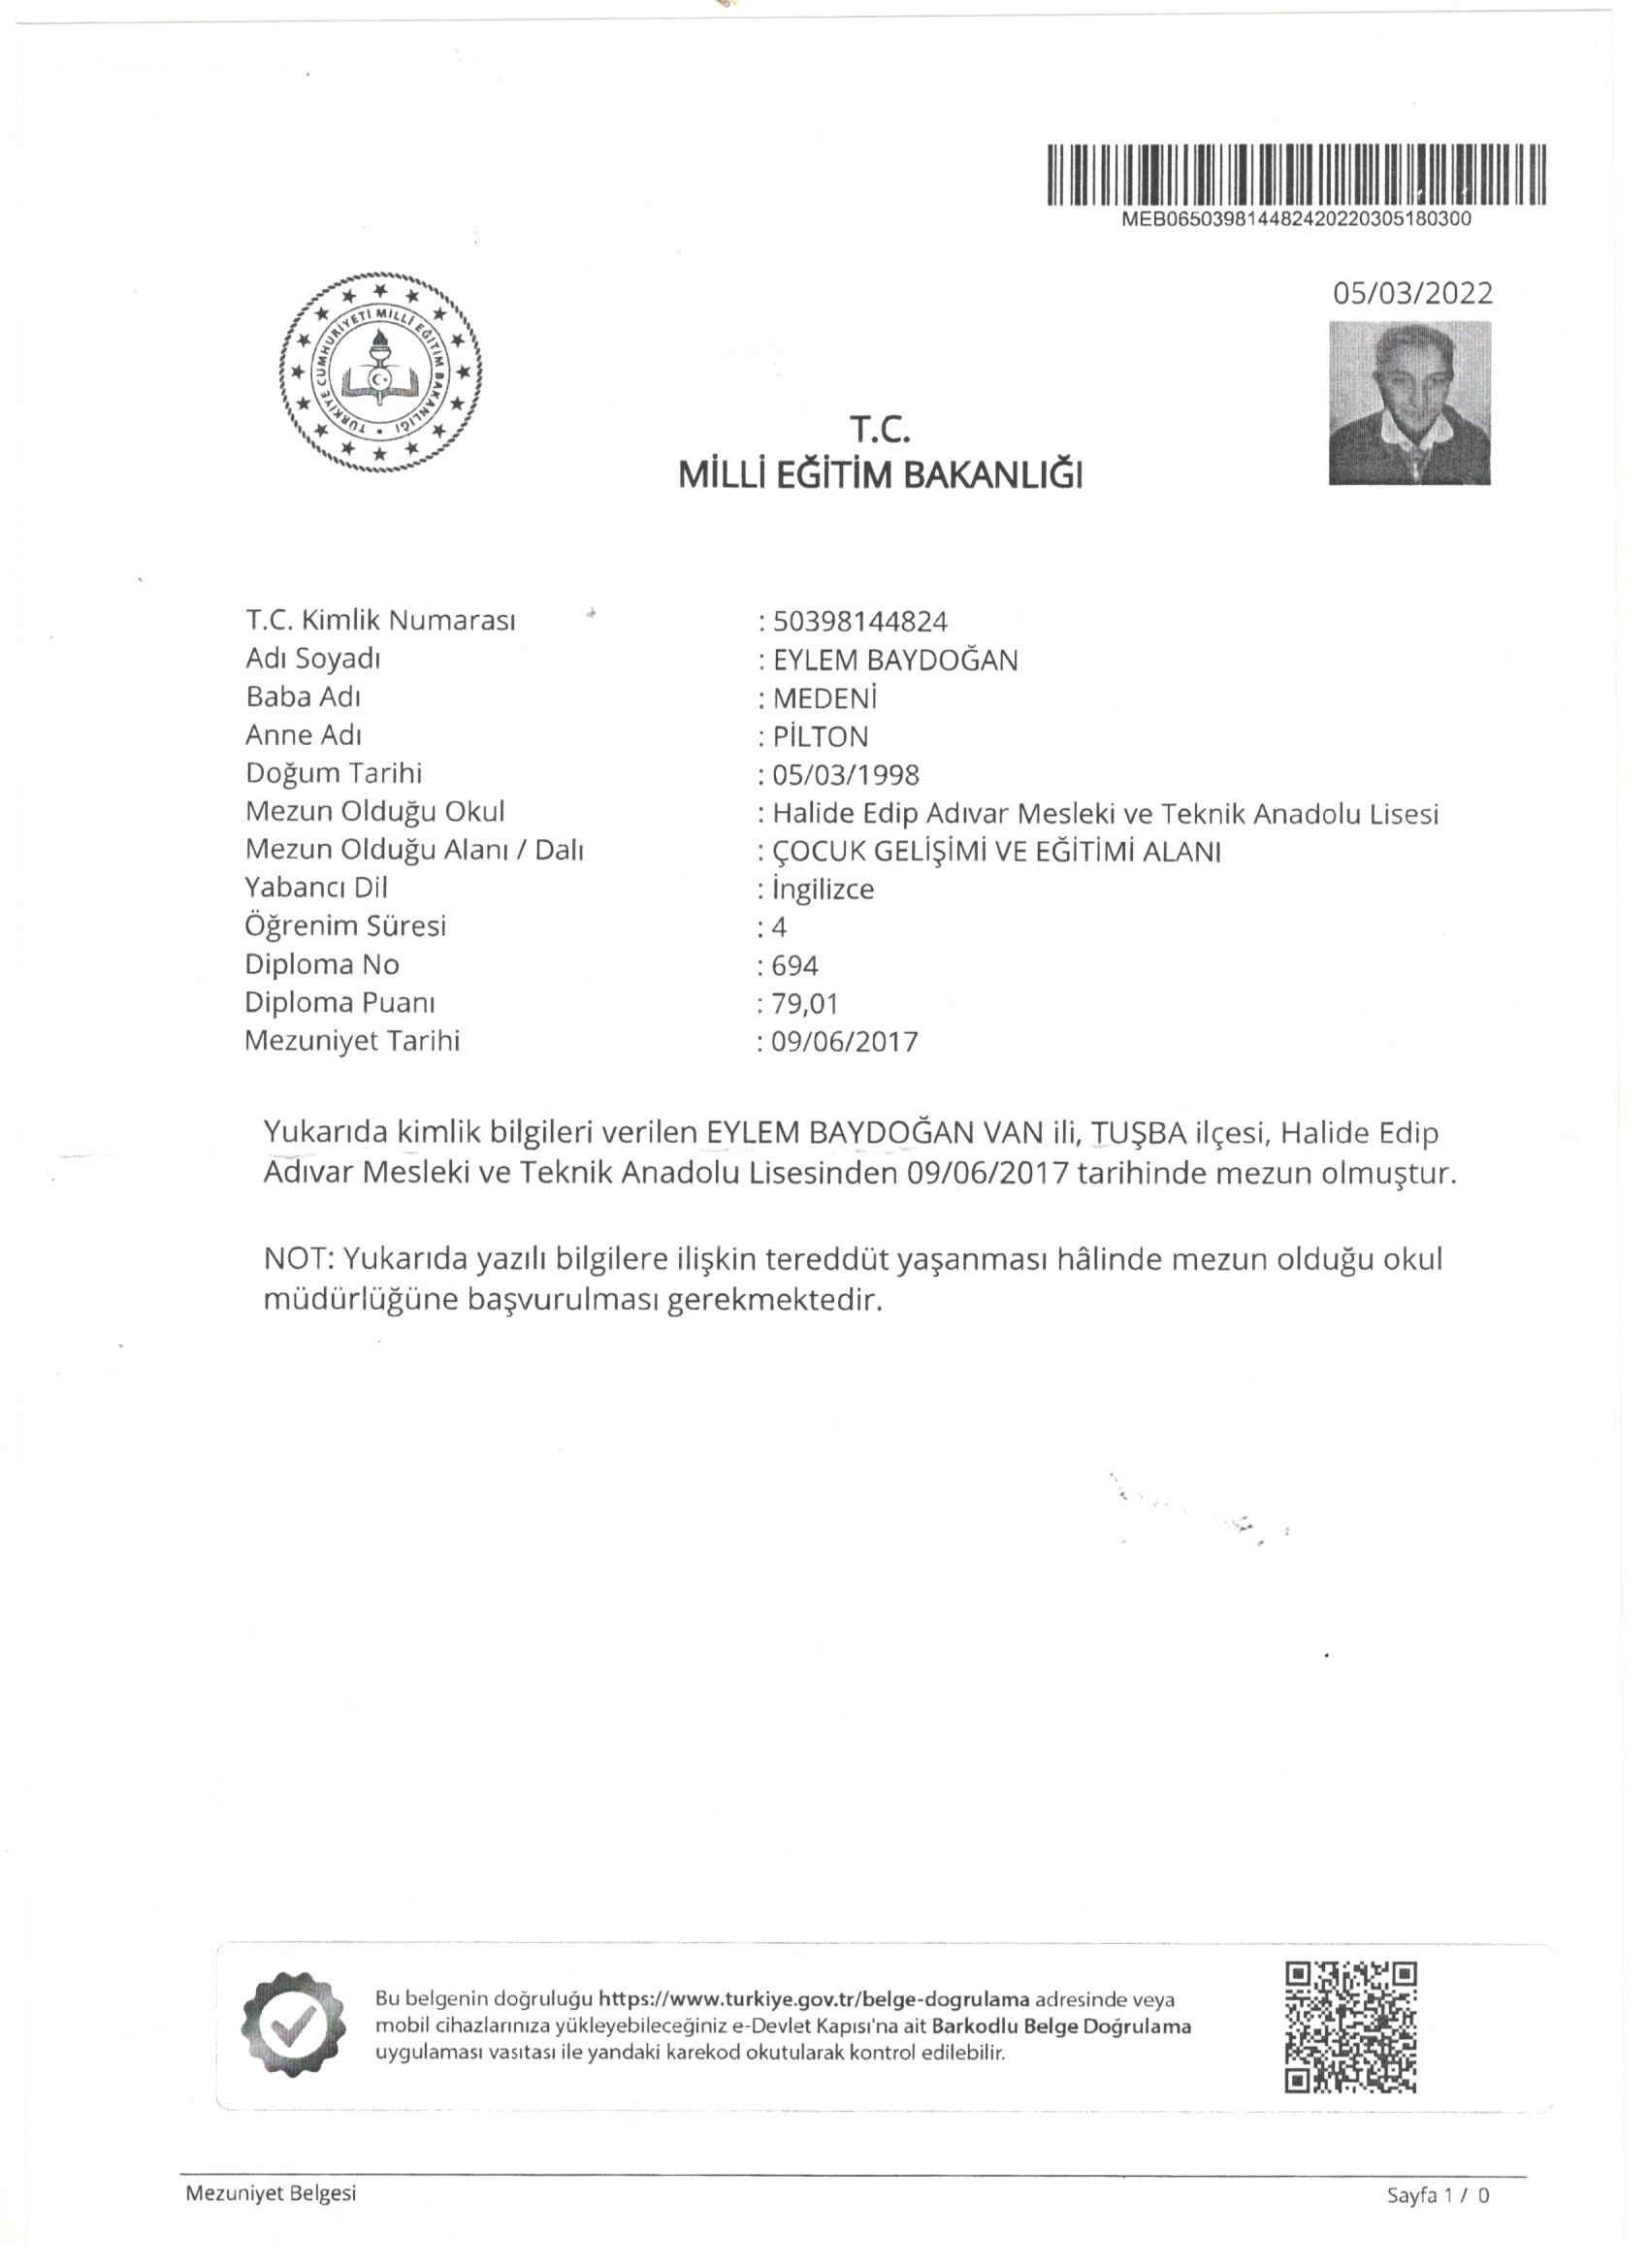 MEB065039814482420220305180300
05/03/2022
TÜRKİYE CUMHURİYETİ MİLLİ EĞİTİM BAKANLIĞI
T.C.
MİLLİ EĞİTİM BAKANLIĞI
T.C. Kimlik Numarası : 50398144824
Adı Soyadı : EYLEM BAYDOĞAN
Baba Adı : MEDENİ
Anne Adı : PİLTON
Doğum Tarihi : 05/03/1998
Mezun Olduğu Okul : Halide Edip Adıvar Mesleki ve Teknik Anadolu Lisesi
Mezun Olduğu Alanı / Dalı : ÇOCUK GELİŞİMİ VE EĞİTİMİ ALANI
Yabancı Dil : İngilizce
Öğrenim Süresi : 4
Diploma No : 694
Diploma Puanı : 79,01
Mezuniyet Tarihi : 09/06/2017
Yukarıda kimlik bilgileri verilen EYLEM BAYDOĞAN VAN ili, TUŞBA ilçesi, Halide Edip
Adıvar Mesleki ve Teknik Anadolu Lisesinden 09/06/2017 tarihinde mezun olmuştur.
NOT: Yukarıda yazılı bilgilere ilişkin tereddüt yaşanması hâlinde mezun olduğu okul
müdürlüğüne başvurulması gerekmektedir.
Bu belgenin doğruluğu https://www.turkiye.gov.tr/belge-dogrulama adresinde veya
mobil cihazlarınıza yükleyebileceğiniz e-Devlet Kapısı'na ait Barkodlu Belge Doğrulama
uygulaması vasıtası ile yandaki karekod okutularak kontrol edilebilir.
Mezuniyet Belgesi
Sayfa 1 / 0